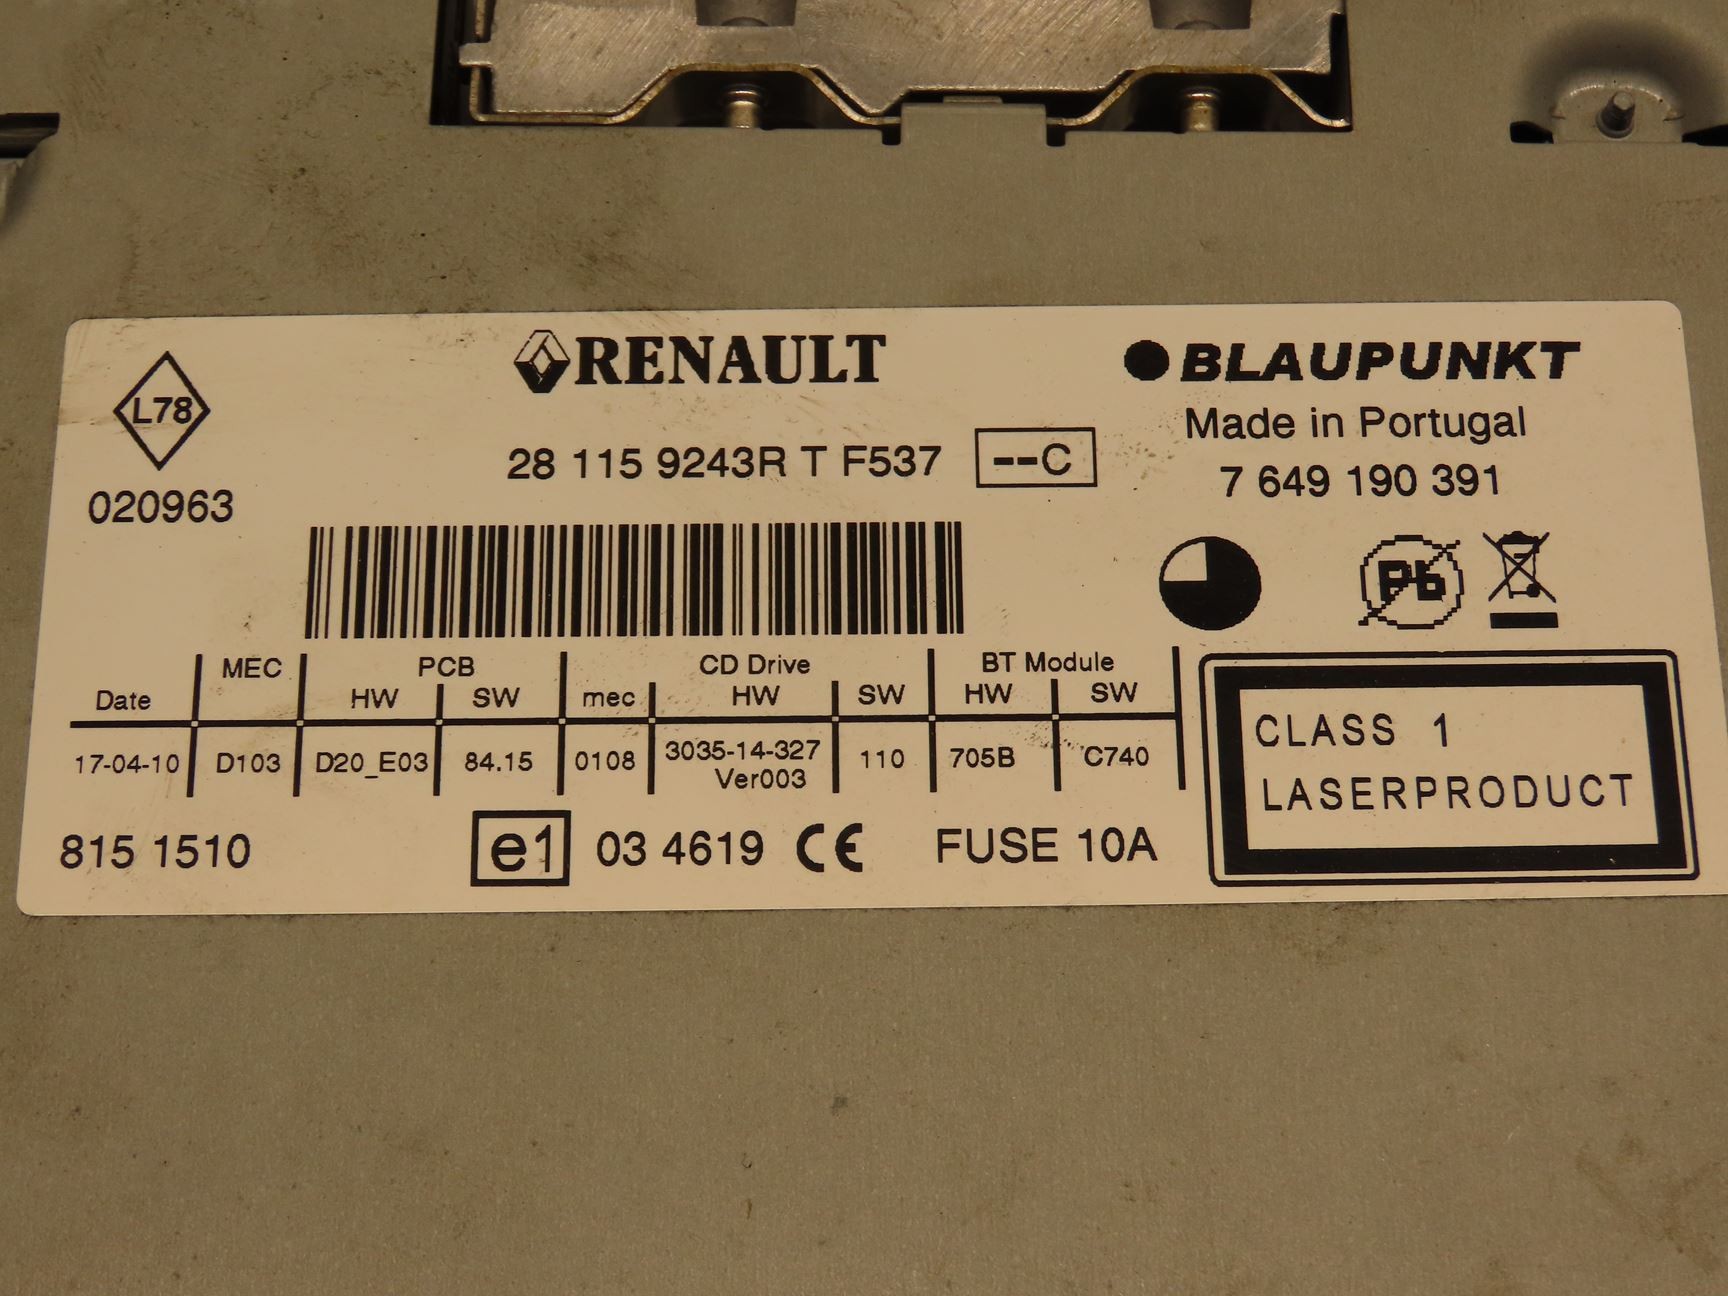 L78
020963
RENAULT
28 115 9243R T F537
--C
BLAUPUNKT
Made in Portugal
7 649 190 391
Pb
MEC PCB CD Drive BT Module
Date HW SW mec HW SW HW SW
17-04-10 D103 D20_E03 84.15 0108 3035-14-327 110 705B C740
Ver003
CLASS 1
LASERPRODUCT
815 1510
e1 03 4619 CE FUSE 10A